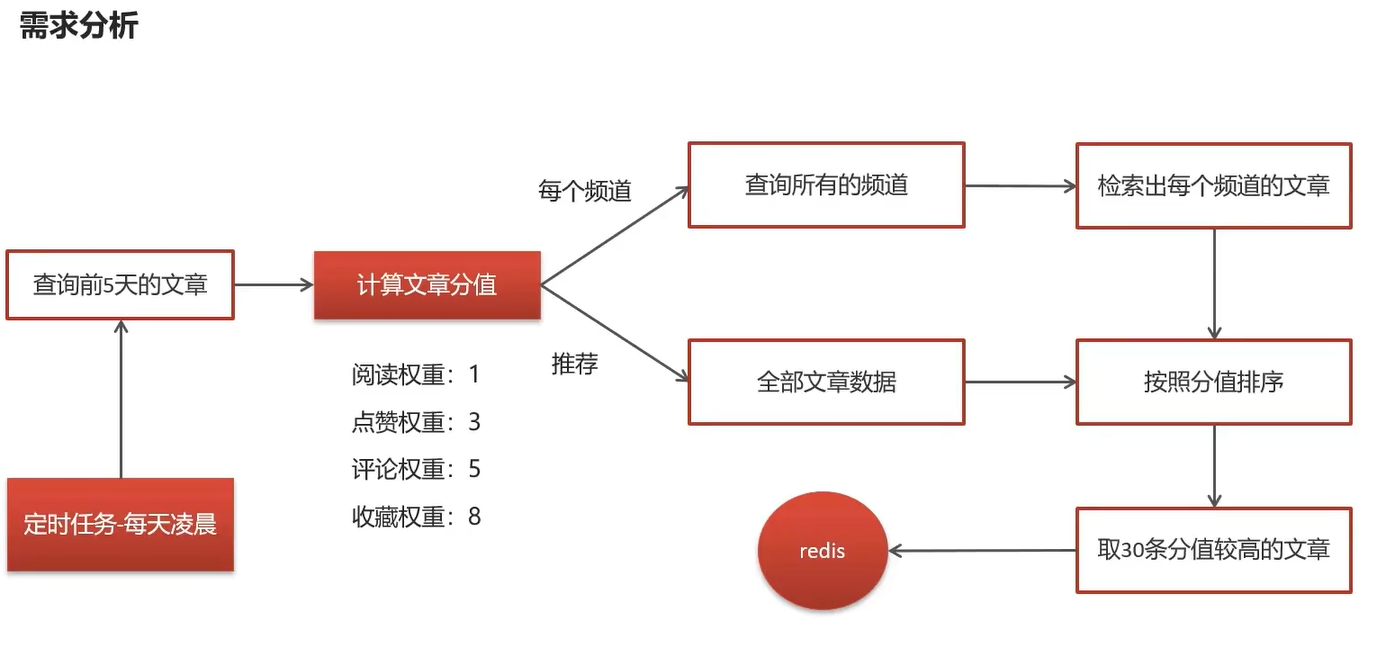 需求分析
每个频道
查询所有的频道
检索出每个频道的文章
查询前5天的文章
计算文章分值
推荐
全部文章数据
按照分值排序
阅读权重：1
点赞权重：3
评论权重：5
收藏权重：8
定时任务-每天凌晨
redis
取30条分值较高的文章